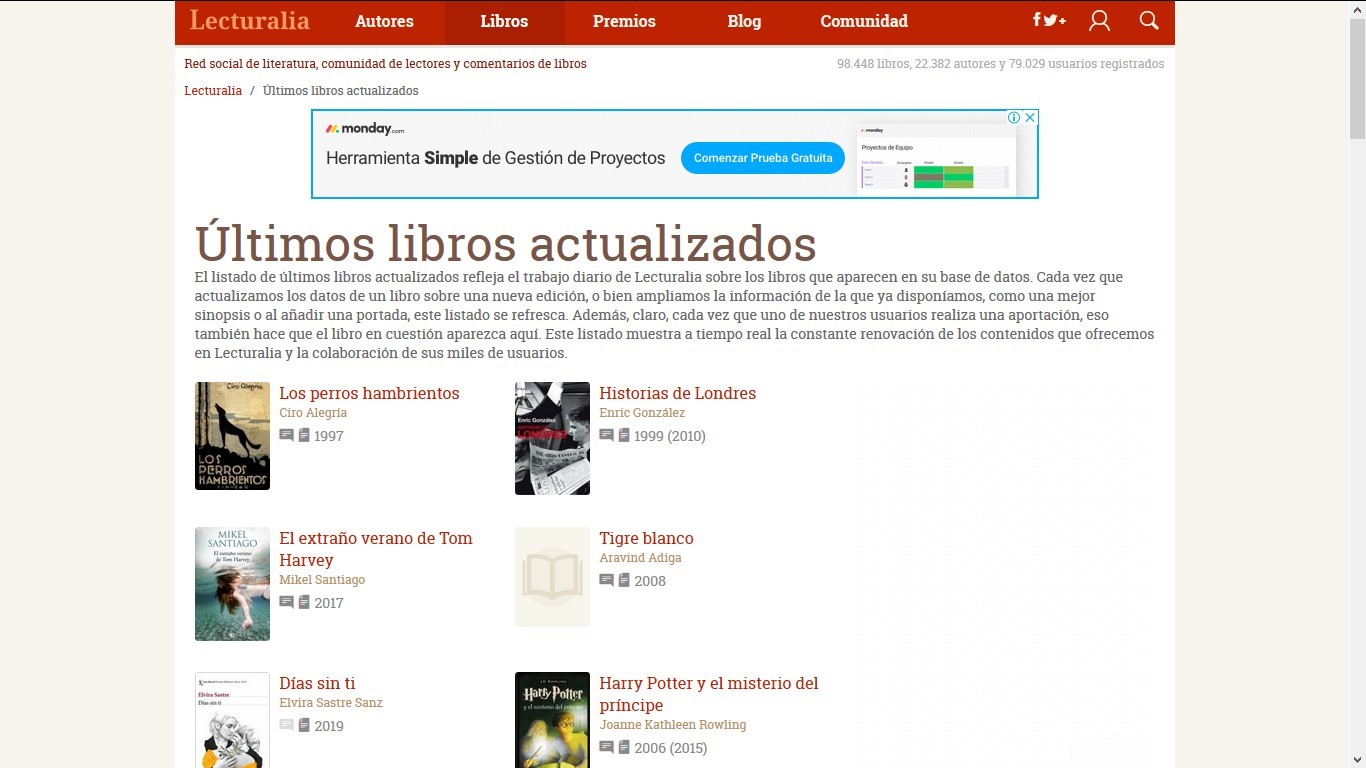 Lecturalia
Autores
Libros
Premios
Blog
Comunidad
Red social de literatura, comunidad de lectores y comentarios de libros
98.448 libros, 22.382 autores y 79.029 usuarios registrados
Lecturalia / Últimos libros actualizados
monday.com
Herramienta Simple de Gestión de Proyectos
Comenzar Prueba Gratuita
monday
Proyectos de Equipo
Últimos libros actualizados
El listado de últimos libros actualizados refleja el trabajo diario de Lecturalia sobre los libros que aparecen en su base de datos. Cada vez que
actualizamos los datos de un libro sobre una nueva edición, o bien ampliamos la información de la que ya disponíamos, como una mejor
sinopsis o al añadir una portada, este listado se refresca. Además, claro, cada vez que uno de nuestros usuarios realiza una aportación, eso
también hace que el libro en cuestión aparezca aquí. Este listado muestra a tiempo real la constante renovación de los contenidos que ofrecemos
en Lecturalia y la colaboración de sus miles de usuarios.
Ciro Alegría
LOS
PERROS
HAMBRIENTOS
Los perros hambrientos
Ciro Alegría
1997
Enric González
LONDRES
Historias de Londres
Enric González
1999 (2010)
MIKEL
SANTIAGO
El extraño verano
de Tom Harvey
El extraño verano de Tom
Harvey
Mikel Santiago
2017
Tigre blanco
Aravind Adiga
2008
Elvira Sastre
Días sin ti
Días sin ti
Elvira Sastre Sanz
2019
J.K. ROWLING
Harry Potter
y el misterio del príncipe
Harry Potter y el misterio del
príncipe
Joanne Kathleen Rowling
2006 (2015)